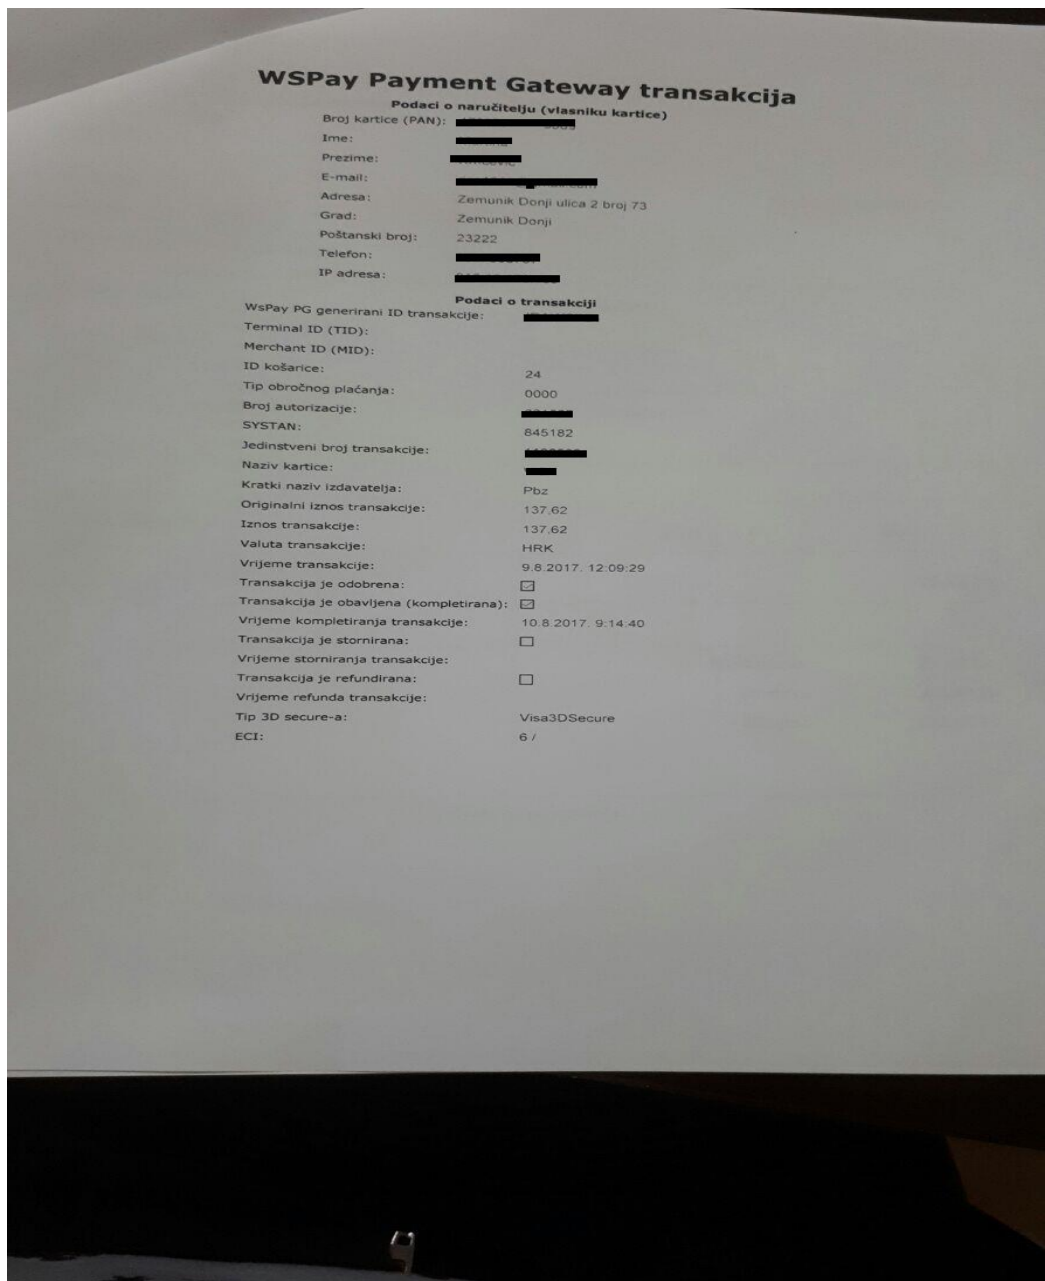 WSPay Payment Gateway transakcija
Podaci o naručitelju (vlasniku kartice)
Broj kartice (PAN):
Ime:
Prezime:
E-mail:
Adresa: Zemunik Donji ulica 2 broj 73
Grad: Zemunik Donji
Poštanski broj: 23222
Telefon:
IP adresa:
Podaci o transakciji
WsPay PG generirani ID transakcije:
Terminal ID (TID):
Merchant ID (MID):
ID košarice: 24
Tip obročnog plaćanja: 0000
Broj autorizacije:
SYSTAN: 845182
Jedinstveni broj transakcije:
Naziv kartice:
Kratki naziv izdavatelja: Pbz
Originalni iznos transakcije: 137,62
Iznos transakcije: 137,62
Valuta transakcije: HRK
Vrijeme transakcije: 9.8.2017. 12:09:29
Transakcija je odobrena: ☑
Transakcija je obavljena (kompletirana): ☑
Vrijeme kompletiranja transakcije: 10.8.2017. 9:14:40
Transakcija je stornirana: ☐
Vrijeme storniranja transakcije:
Transakcija je refundirana: ☐
Vrijeme refunda transakcije:
Tip 3D secure-a: Visa3DSecure
ECI: 6 /